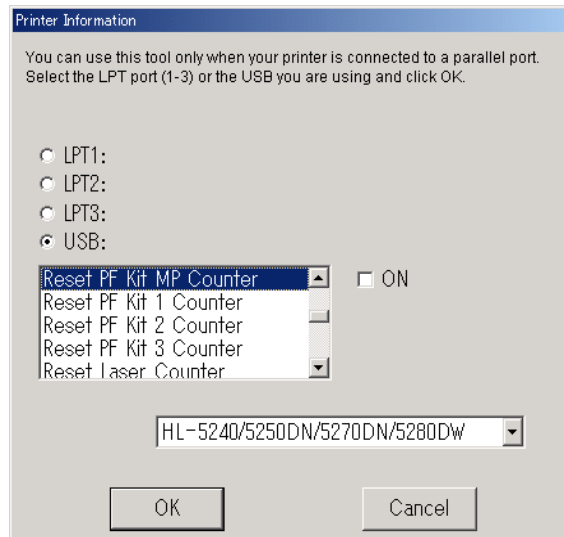 Printer Information
You can use this tool only when your printer is connected to a parallel port.
Select the LPT port (1-3) or the USB you are using and click OK.
LPT1:
LPT2:
LPT3:
USB:
Reset PF Kit MP Counter
ON
Reset PF Kit 1 Counter
Reset PF Kit 2 Counter
Reset PF Kit 3 Counter
Reset Laser Counter
HL-5240/5250DN/5270DN/5280DW
OK
Cancel